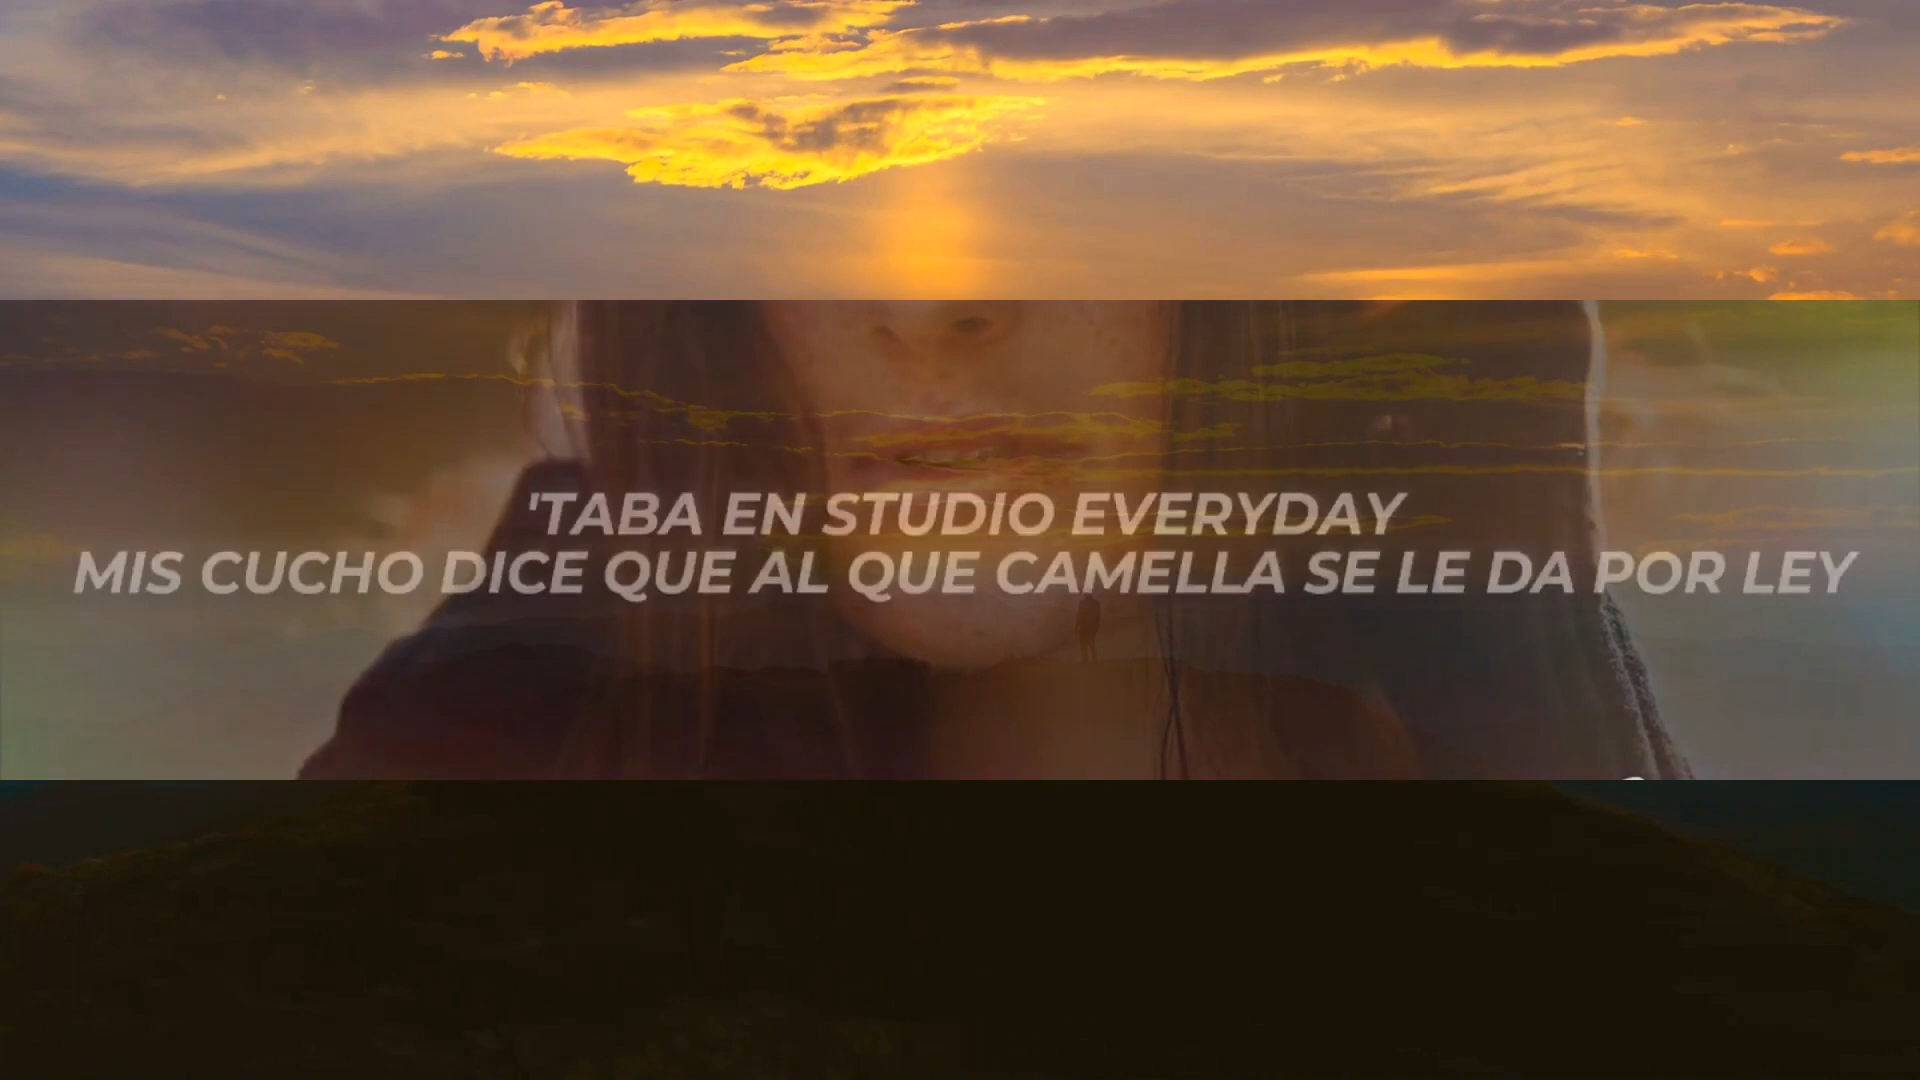 'TABA EN STUDIO EVERYDAY
MIS CUCHO DICE QUE AL QUE CAMELLA SE LE DA POR LEY